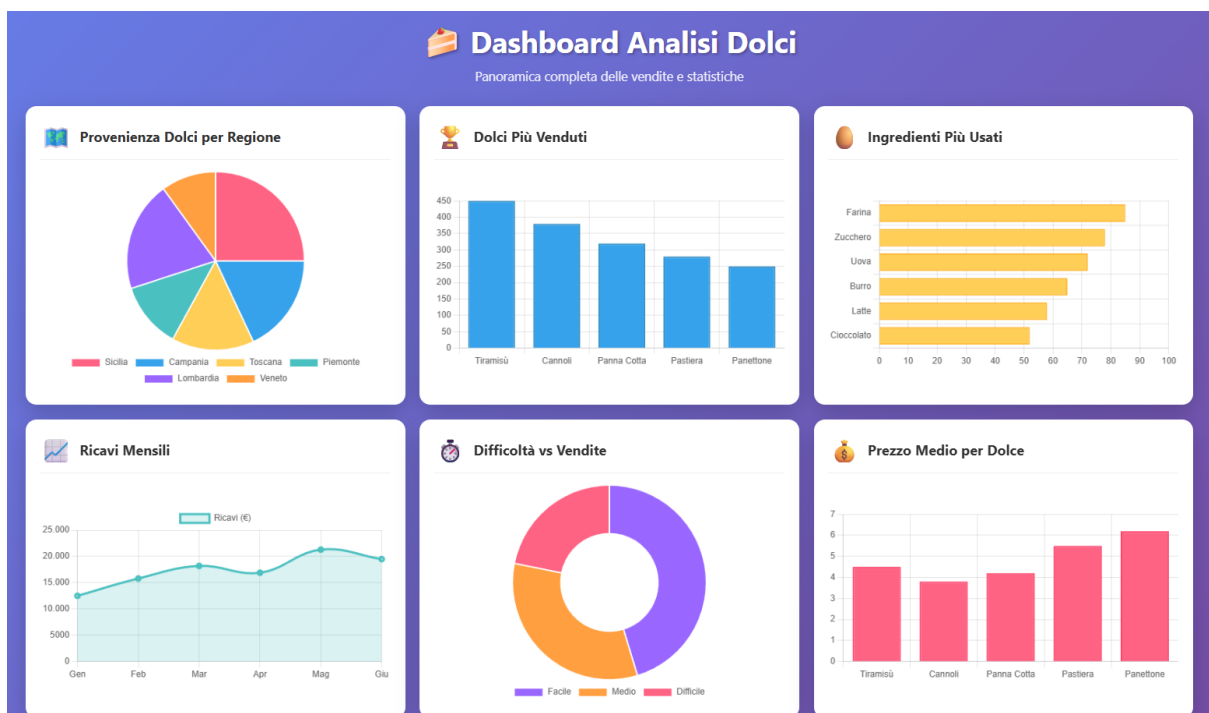 Dashboard Analisi Dolci
Panoramica completa delle vendite e statistiche
Provenienza Dolci per Regione
Sicilia Campania Toscana Piemonte
Lombardia Veneto
Dolci Più Venduti
450
400
350
300
250
200
150
100
50
0
Tiramisù Cannoli Panna Cotta Pastiera Panettone
Ingredienti Più Usati
Farina
Zucchero
Uova
Burro
Latte
Cioccolato
0 10 20 30 40 50 60 70 80 90 100
Ricavi Mensili
Ricavi (€)
25.000
20.000
15.000
10.000
5000
0
Gen Feb Mar Apr Mag Giu
Difficoltà vs Vendite
Facile Medio Difficile
Prezzo Medio per Dolce
7
6
5
4
3
2
1
0
Tiramisù Cannoli Panna Cotta Pastiera Panettone